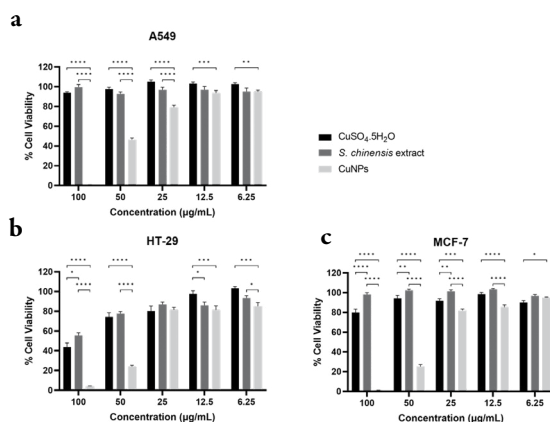 a
A549
**** **** **** *** **
**** **** ****
120
100
80
60
40
20
0
% Cell Viability
100 50 25 12.5 6.25
Concentration (µg/mL)
CuSO₄.5H₂O
S. chinensis extract
CuNPs
b
HT-29
**** **** *** ***
* * *
**** ****
120
100
80
60
40
20
0
% Cell Viability
100 50 25 12.5 6.25
Concentration (µg/mL)
c
MCF-7
**** **** *** **** *
**** ** **
**** **** **** ****
120
100
80
60
40
20
0
% Cell Viability
100 50 25 12.5 6.25
Concentration (µg/mL)